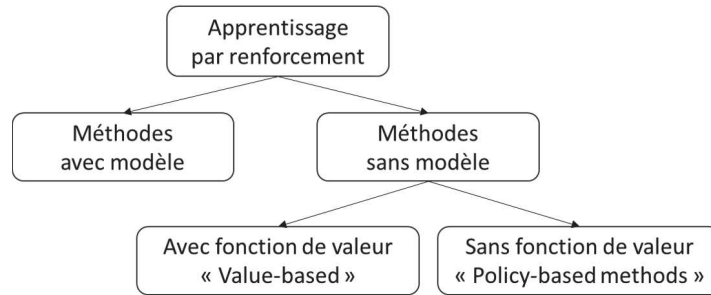 Apprentissage
par renforcement
Méthodes
avec modèle
Méthodes
sans modèle
Avec fonction de valeur
« Value-based »
Sans fonction de valeur
« Policy-based methods »